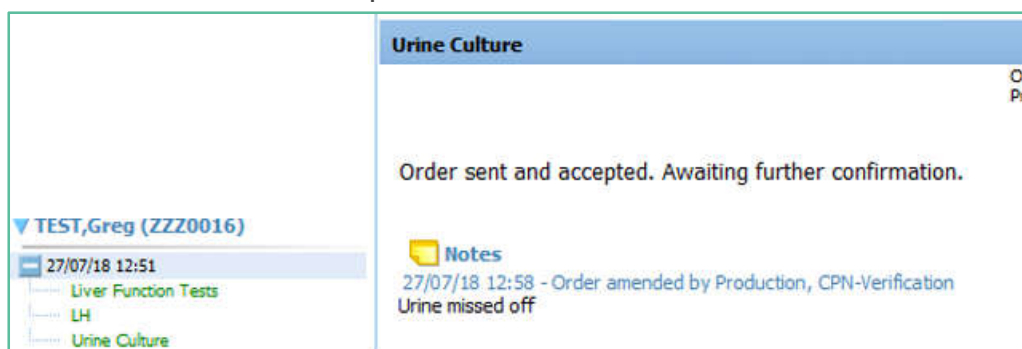 Urine Culture
Order sent and accepted. Awaiting further confirmation.
TEST,Greg (ZZZ0016)
27/07/18 12:51
Liver Function Tests
LH
Urine Culture
Notes
27/07/18 12:58 - Order amended by Production, CPN-Verification
Urine missed off